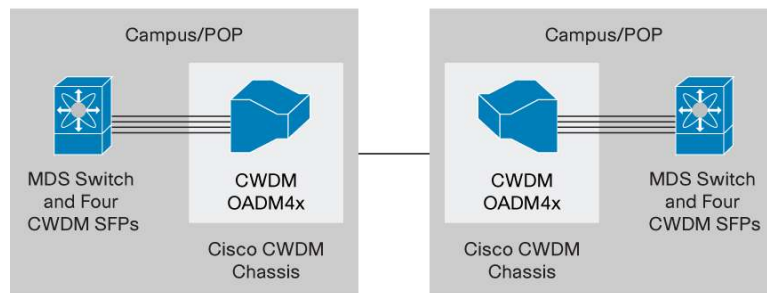 Campus/POP
MDS Switch
and Four
CWDM SFPs
CWDM
OADM4x
Cisco CWDM
Chassis
Campus/POP
CWDM
OADM4x
Cisco CWDM
Chassis
MDS Switch
and Four
CWDM SFPs